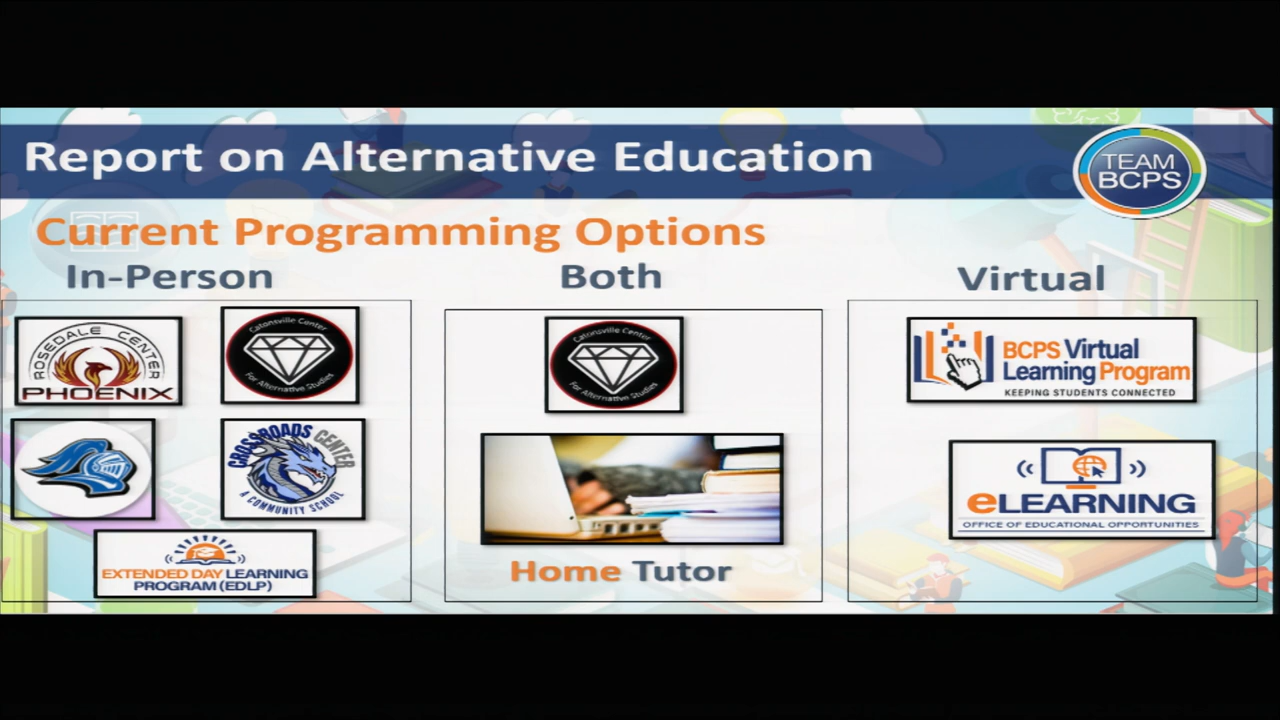 Report on Alternative Education
TEAM
BCPS
Current Programming Options
In-Person
Both
Virtual
ROSEDALE CENTER
PHOENIX
Catonsville Center
For Alternative Studies
CROSSROADS CENTER
A COMMUNITY SCHOOL
EXTENDED DAY LEARNING
PROGRAM (EDLP)
Catonsville Center
For Alternative Studies
Home Tutor
BCPS Virtual
Learning Program
KEEPING STUDENTS CONNECTED
eLEARNING
OFFICE OF EDUCATIONAL OPPORTUNITIES